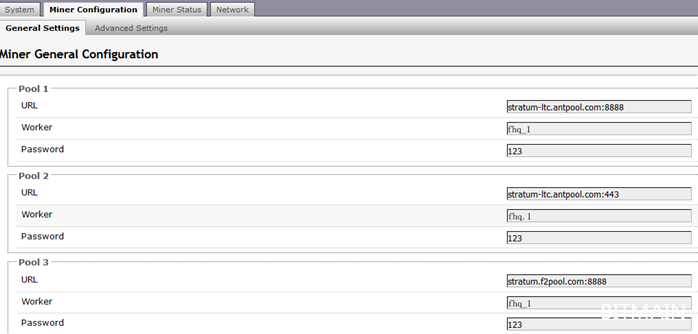 System Miner Configuration Miner Status Network
General Settings Advanced Settings
Miner General Configuration
Pool 1
URL stratum-ltc.antpool.com:8888
Worker fhq_1
Password 123
Pool 2
URL stratum-ltc.antpool.com:443
Worker fhq.1
Password 123
Pool 3
URL stratum.f2pool.com:8888
Worker fhq_1
Password 123
BITMAIN